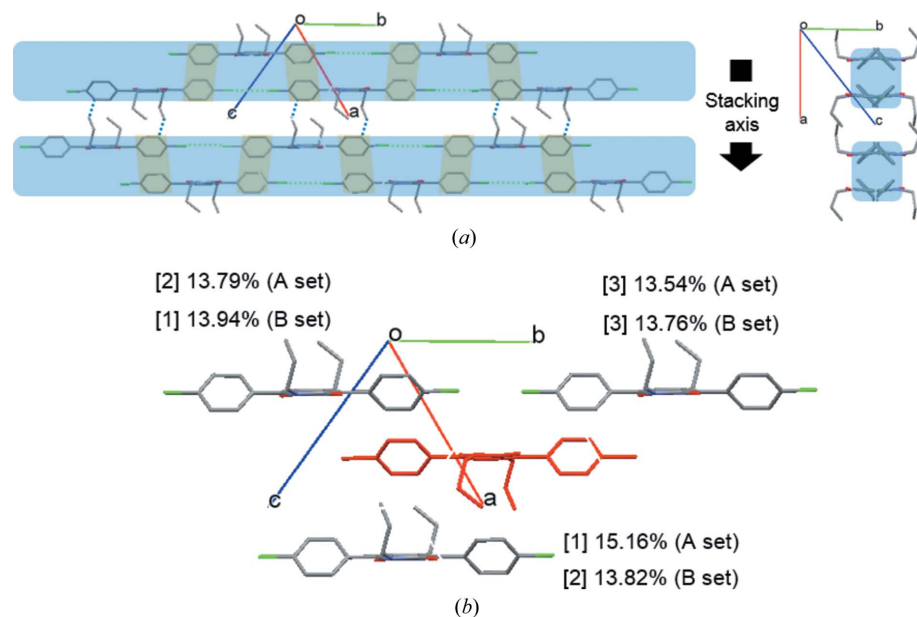 o
b
c
a
Stacking
axis
o
b
a
c
(a)
[2] 13.79% (A set)
[1] 13.94% (B set)
[3] 13.54% (A set)
[3] 13.76% (B set)
o
b
c
a
[1] 15.16% (A set)
[2] 13.82% (B set)
(b)